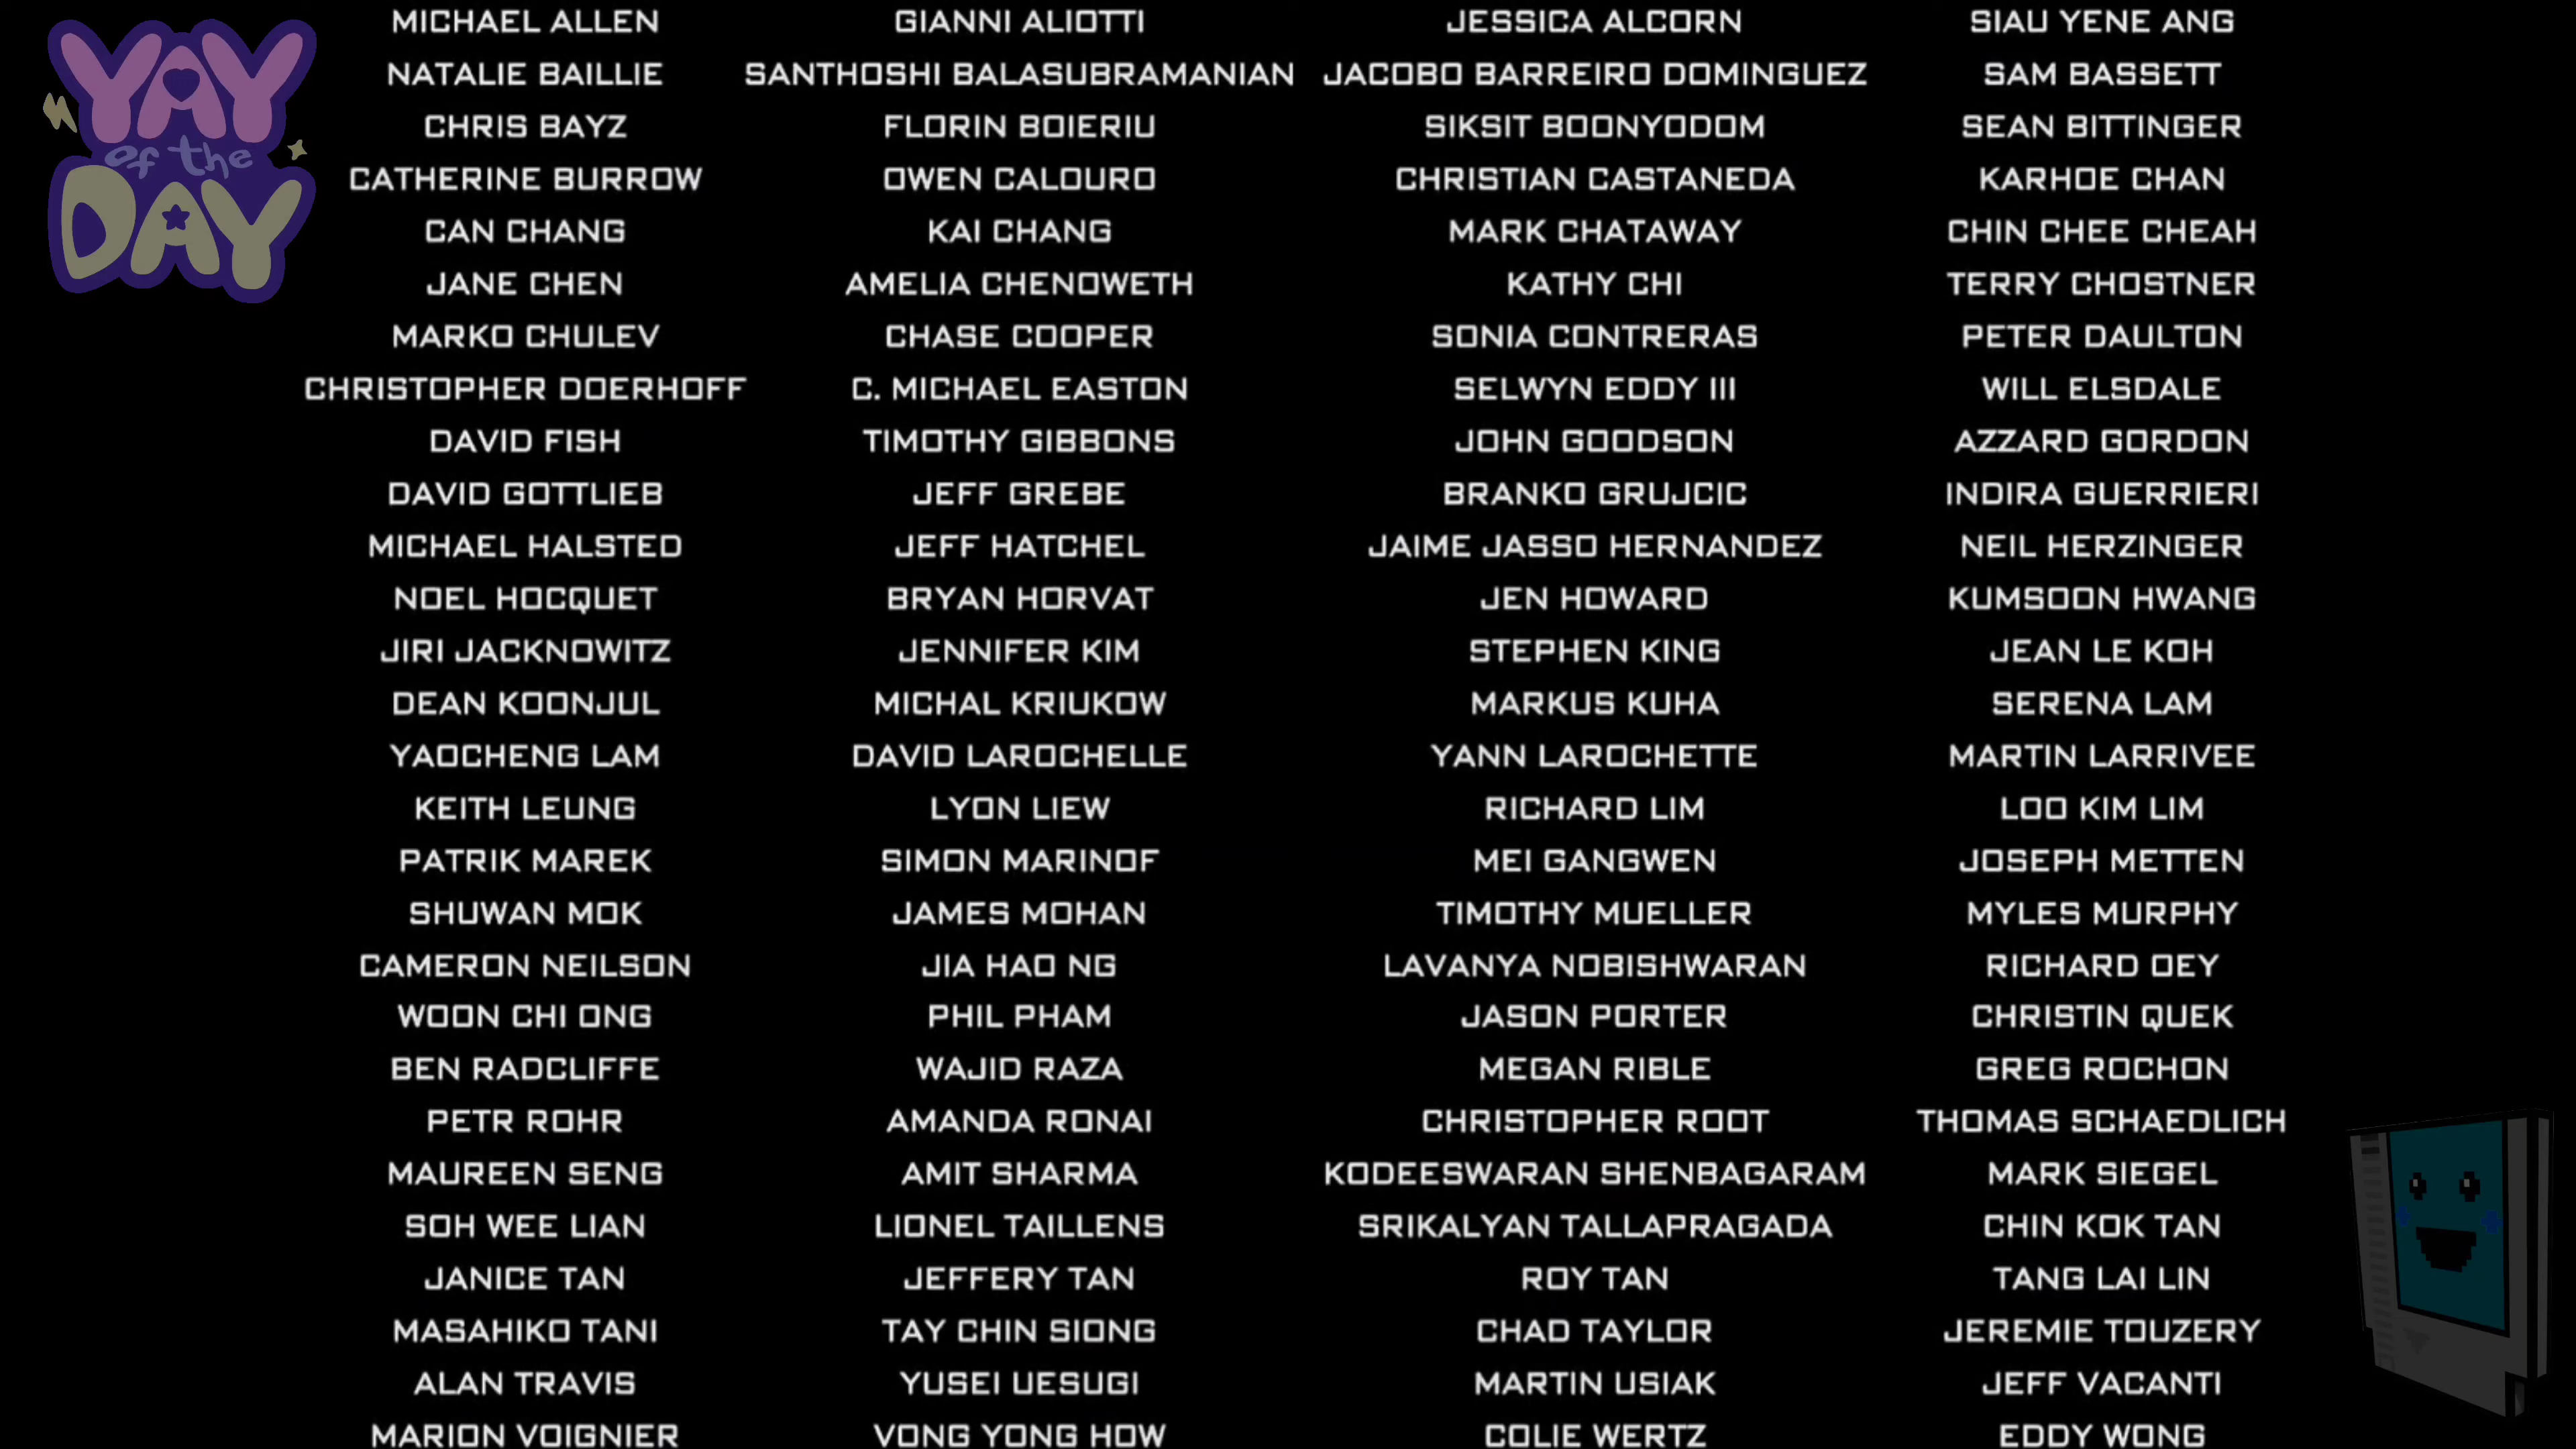 YAY
of the
DAY
MICHAEL ALLEN GIANNI ALIOTTI JESSICA ALCORN SIAU YENE ANG
NATALIE BAILLIE SANTHOSHI BALASUBRAMANIAN JACOBO BARREIRO DOMINGUEZ SAM BASSETT
CHRIS BAYZ FLORIN BOIERIU SIKSIT BOONYODOM SEAN BITTINGER
CATHERINE BURROW OWEN CALOURO CHRISTIAN CASTANEDA KARHOE CHAN
CAN CHANG KAI CHANG MARK CHATAWAY CHIN CHEE CHEAH
JANE CHEN AMELIA CHENOWETH KATHY CHI TERRY CHOSTNER
MARKO CHULEV CHASE COOPER SONIA CONTRERAS PETER DAULTON
CHRISTOPHER DOERHOFF C. MICHAEL EASTON SELWYN EDDY III WILL ELSDALE
DAVID FISH TIMOTHY GIBBONS JOHN GOODSON AZZARD GORDON
DAVID GOTTLIEB JEFF GREBE BRANKO GRUJCIC INDIRA GUERRIERI
MICHAEL HALSTED JEFF HATCHEL JAIME JASSO HERNANDEZ NEIL HERZINGER
NOEL HOCQUET BRYAN HORVAT JEN HOWARD KUMSOON HWANG
JIRI JACKNOWITZ JENNIFER KIM STEPHEN KING JEAN LE KOH
DEAN KOONJUL MICHAL KRIUKOW MARKUS KUHA SERENA LAM
YAOCHENG LAM DAVID LAROCHELLE YANN LAROCHETTE MARTIN LARRIVEE
KEITH LEUNG LYON LIEW RICHARD LIM LOO KIM LIM
PATRIK MAREK SIMON MARINOF MEI GANGWEN JOSEPH METTEN
SHUWAN MOK JAMES MOHAN TIMOTHY MUELLER MYLES MURPHY
CAMERON NEILSON JIA HAO NG LAVANYA NOBISHWARAN RICHARD OEY
WOON CHI ONG PHIL PHAM JASON PORTER CHRISTIN QUEK
BEN RADCLIFFE WAJID RAZA MEGAN RIBLE GREG ROCHON
PETR ROHR AMANDA RONAI CHRISTOPHER ROOT THOMAS SCHAEDLICH
MAUREEN SENG AMIT SHARMA KODEESWARAN SHENBAGARAM MARK SIEGEL
SOH WEE LIAN LIONEL TAILLENS SRIKALYAN TALLAPRAGADA CHIN KOK TAN
JANICE TAN JEFFERY TAN ROY TAN TANG LAI LIN
MASAHIKO TANI TAY CHIN SIONG CHAD TAYLOR JEREMIE TOUZERY
ALAN TRAVIS YUSEI UESUGI MARTIN USIAK JEFF VACANTI
MARION VOIGNIER VONG YONG HOW COLIE WERTZ EDDY WONG